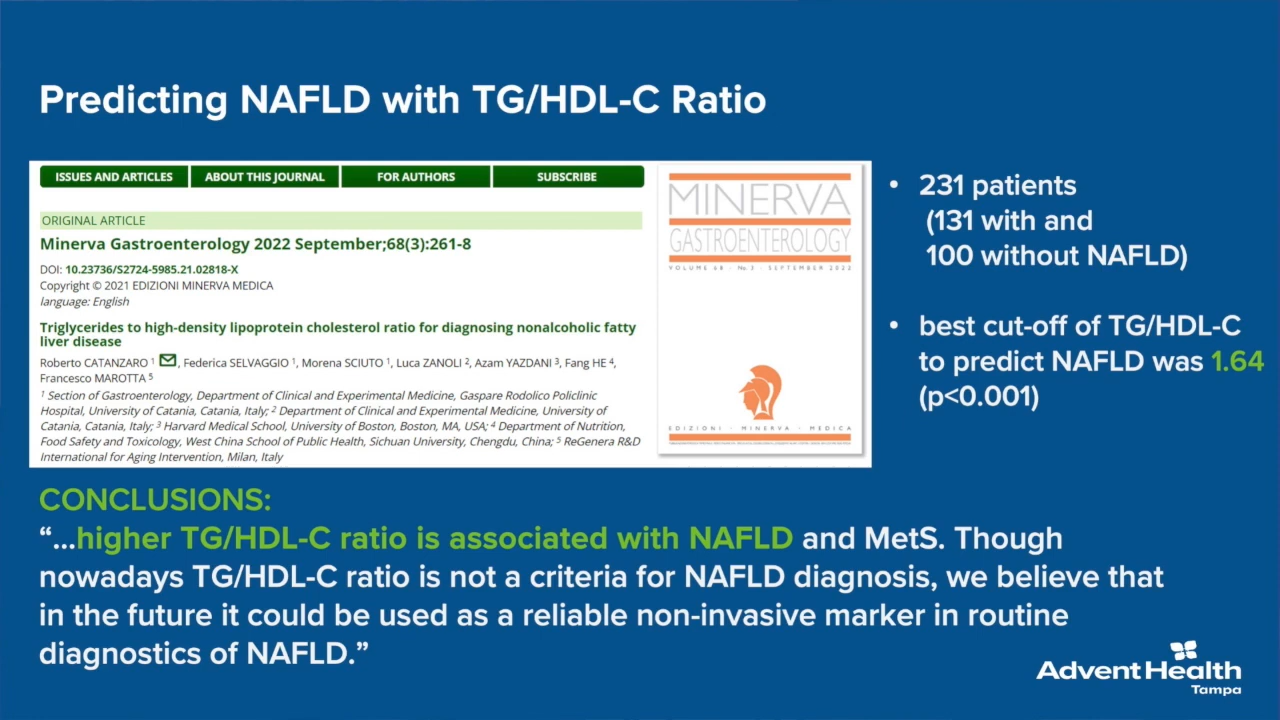 Predicting NAFLD with TG/HDL-C Ratio
ISSUES AND ARTICLES
ABOUT THIS JOURNAL
FOR AUTHORS
SUBSCRIBE
ORIGINAL ARTICLE
Minerva Gastroenterology 2022 September;68(3):261-8
DOI: 10.23736/S2724-5985.21.02818-X
Copyright © 2021 EDIZIONI MINERVA MEDICA
language: English
Triglycerides to high-density lipoprotein cholesterol ratio for diagnosing nonalcoholic fatty
liver disease
Roberto CATANZARO 1 , Federica SELVAGGIO 1, Morena SCIUTO 1, Luca ZANOLI 2, Azam YAZDANI 3, Fang HE 4,
Francesco MAROTTA 5
1 Section of Gastroenterology, Department of Clinical and Experimental Medicine, Gaspare Rodolico Policlinic
Hospital, University of Catania, Catania, Italy; 2 Department of Clinical and Experimental Medicine, University of
Catania, Catania, Italy; 3 Harvard Medical School, University of Boston, Boston, MA, USA; 4 Department of Nutrition,
Food Safety and Toxicology, West China School of Public Health, Sichuan University, Chengdu, China; 5 ReGenera R&D
International for Aging Intervention, Milan, Italy
MINERVA
GASTROENTEROLOGY
VOLUME 68 · No.3 · SEPTEMBER 2022
EDIZIONI · MINERVA · MEDICA
• 231 patients
(131 with and
100 without NAFLD)
• best cut-off of TG/HDL-C
to predict NAFLD was 1.64
(p<0.001)
CONCLUSIONS:
“...higher TG/HDL-C ratio is associated with NAFLD and MetS. Though
nowadays TG/HDL-C ratio is not a criteria for NAFLD diagnosis, we believe that
in the future it could be used as a reliable non-invasive marker in routine
diagnostics of NAFLD.”
AdventHealth
Tampa